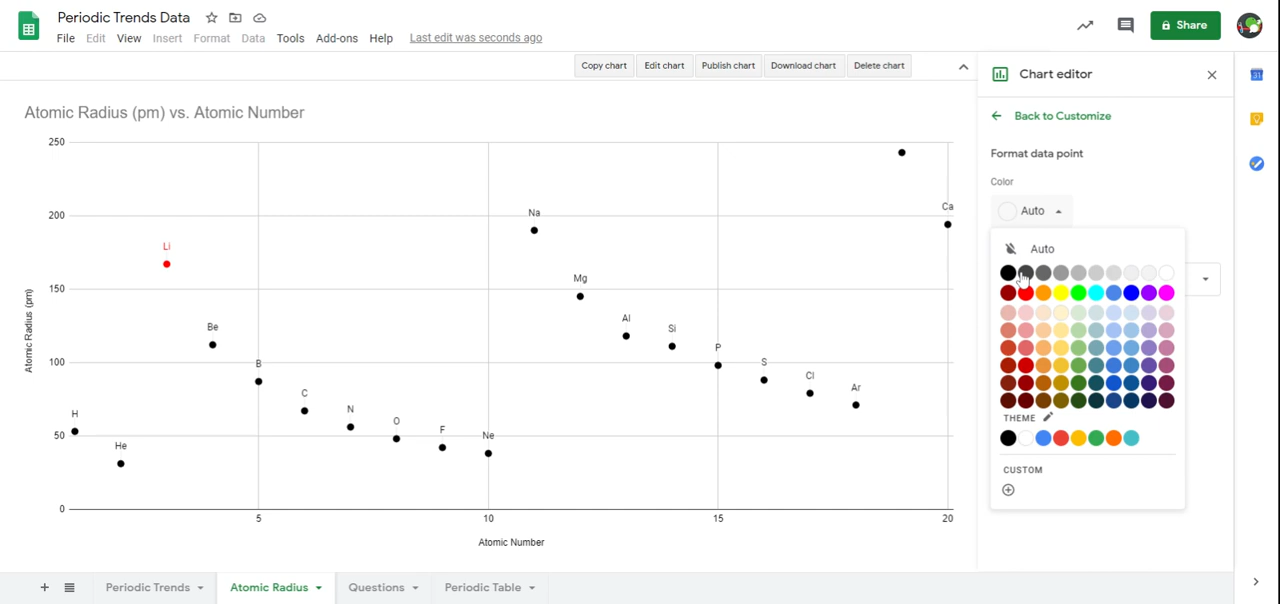 Periodic Trends Data
File Edit View Insert Format Data Tools Add-ons Help Last edit was seconds ago
Share
Copy chart Edit chart Publish chart Download chart Delete chart
Chart editor
Back to Customize
Format data point
Color
Auto
Auto
THEME
CUSTOM
31
Atomic Radius (pm) vs. Atomic Number
250
200
150
100
50
0
Atomic Radius (pm)
H
He
Li
Be
B
C
N
O
F
Ne
Na
Mg
Al
Si
P
S
Cl
Ar
Ca
5 10 15 20
Atomic Number
Periodic Trends Atomic Radius Questions Periodic Table